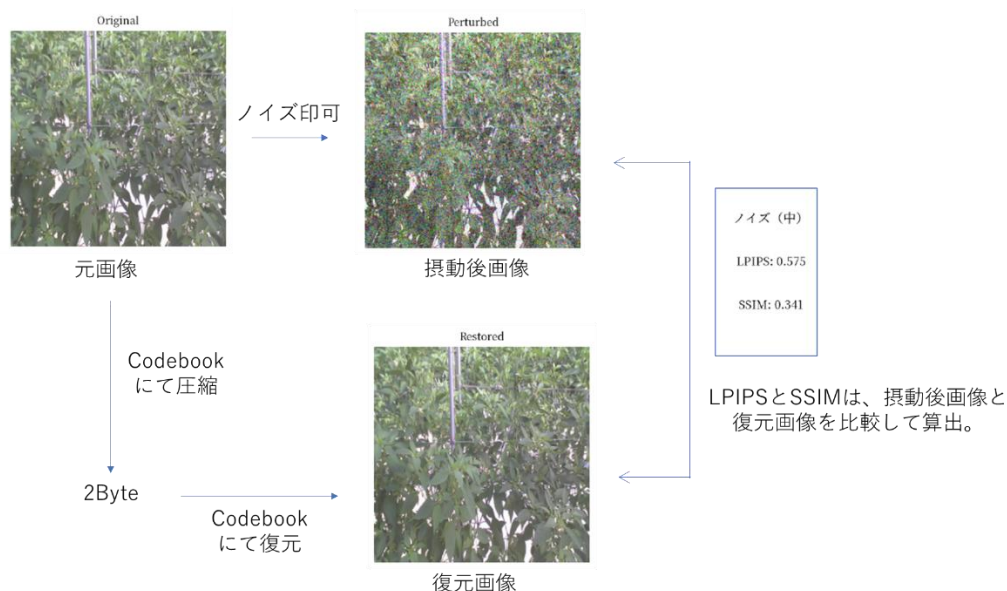 Original
Perturbed
ノイズ印可
元画像
摂動後画像
ノイズ（中）
LPIPS: 0.575
SSIM: 0.341
Codebook
にて圧縮
Restored
LPIPSとSSIMは、摂動後画像と
復元画像を比較して算出。
2Byte
Codebook
にて復元
復元画像